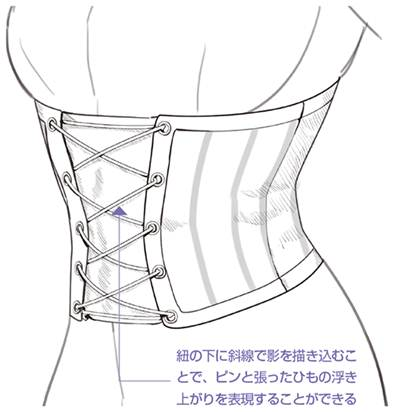 紐の下に斜線で影を描き込むこ
とで、ピンと張ったひもの浮き
上がりを表現することができる